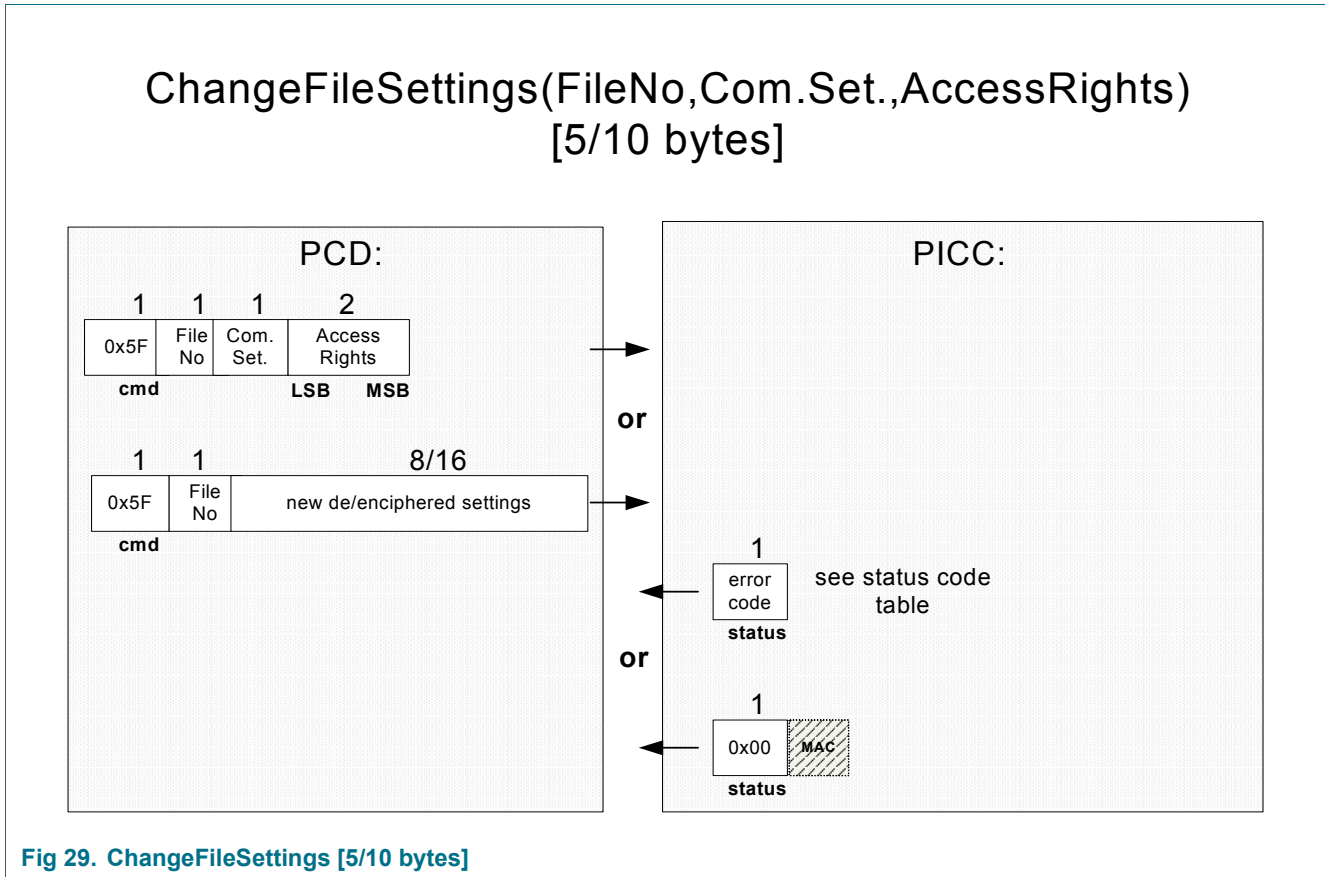 ChangeFileSettings(FileNo,Com.Set.,AccessRights)
[5/10 bytes]
PCD:
1 1 1 2
0x5F
File
No
Com.
Set.
Access
Rights
cmd
LSB MSB
or
1 1 8/16
0x5F
File
No
new de/enciphered settings
cmd
PICC:
1
error
code
see status code
table
status
or
1
0x00
MAC
status
Fig 29. ChangeFileSettings [5/10 bytes]